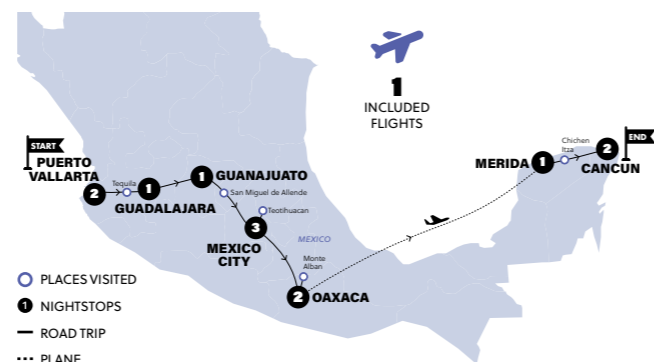 1
INCLUDED
FLIGHTS
START
PUERTO
VALLARTA
2
Tequila
1
GUADALAJARA
1
GUANAJUATO
San Miguel de Allende
Teotihuacan
3
MEXICO
CITY
MEXICO
Monte
Alban
2
OAXACA
MERIDA
1
Chichen
Itza
2
CANCUN
END
PLACES VISITED
1 NIGHTSTOPS
ROAD TRIP
PLANE